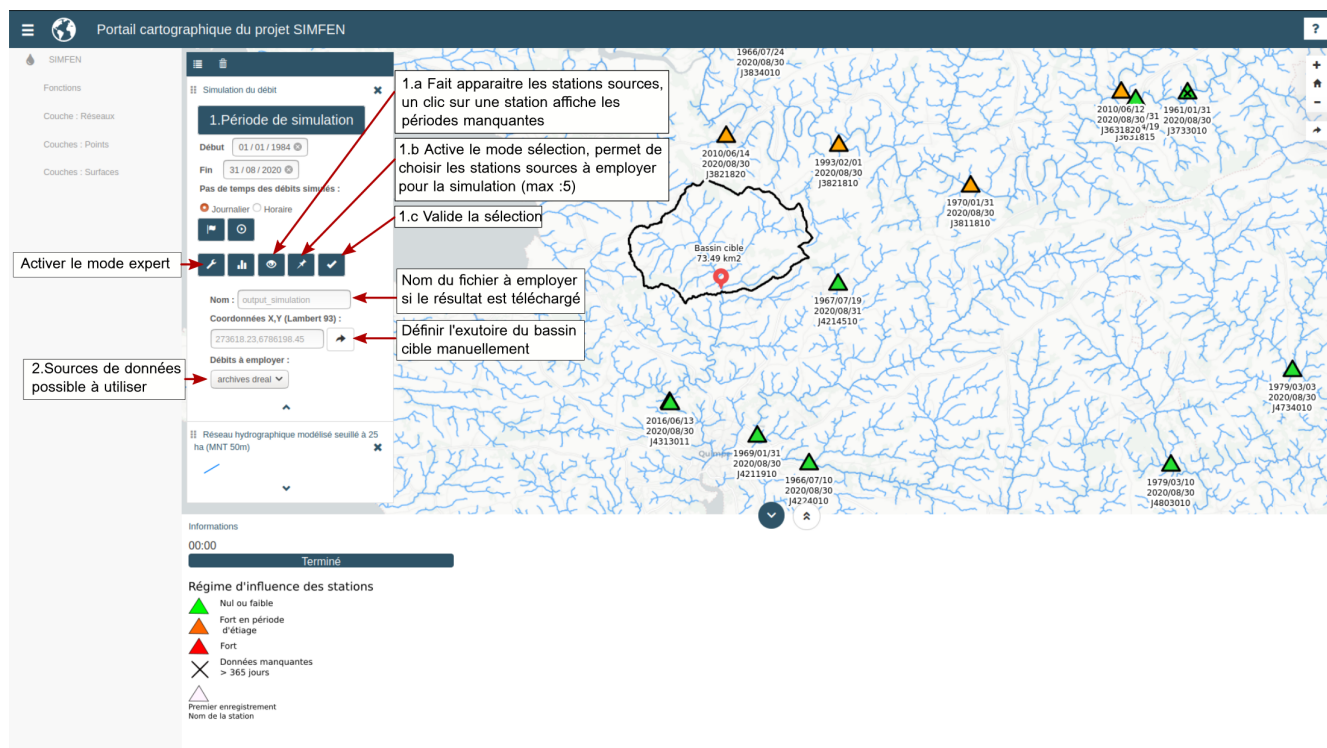 Portail cartographique du projet SIMFEN
?
SIMFEN
Fonctions
Couche : Réseaux
Couches : Points
Couches : Surfaces
Simulation du débit
1.Période de simulation
Début
01 / 01 / 1984
Fin
31 / 08 / 2020
Pas de temps des débits simulés :
Journalier
Horaire
Nom :
output_simulation
Coordonnées X,Y (Lambert 93) :
273618.23,6786198.45
Débits à employer :
archives dreal
Réseau hydrographique modélisé seuillé à 25
ha (MNT 50m)
Activer le mode expert
2.Sources de données
possible à utiliser
1.a Fait apparaitre les stations sources,
un clic sur une station affiche les
périodes manquantes
1.b Active le mode sélection, permet de
choisir les stations sources à employer
pour la simulation (max :5)
1.c Valide la sélection
Nom du fichier à employer
si le résultat est téléchargé
Définir l'exutoire du bassin
cible manuellement
1966/07/24
2020/08/30
J3834010
2010/06/14
2020/08/30
J3821820
1993/02/01
2020/08/30
J3821810
1970/01/31
2020/08/30
J3811810
2010/06/12
2020/08/30
J3631820
/31
4/19
J3631815
1961/01/31
2020/08/30
J3733010
Bassin cible
73.49 km2
1967/07/19
2020/08/31
J4214510
1979/03/03
2020/08/30
J4734010
2016/06/13
2020/08/30
J4313011
1969/01/31
2020/08/30
J4211910
1966/07/10
2020/08/30
J4224010
1979/03/10
2020/08/30
J4803010
Informations
00:00
Terminé
Régime d'influence des stations
Nul ou faible
Fort en période
d'étiage
Fort
Données manquantes
> 365 jours
Premier enregistrement
Nom de la station